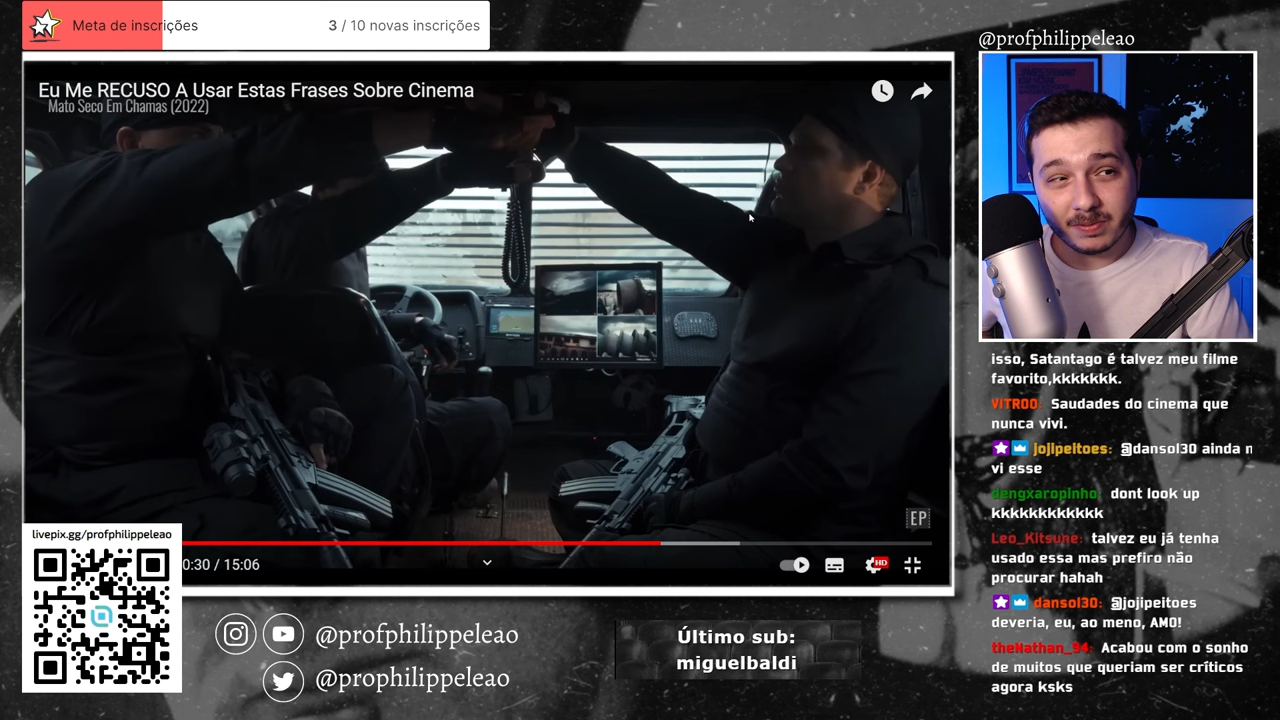 Meta de inscrições
3 / 10 novas inscrições
@profphilippeleao
Eu Me RECUSO A Usar Estas Frases Sobre Cinema
Mato Seco Em Chamas (2022)
EP
0:30 / 15:06
HD
livepix.gg/profphilippeleao
@profphilippeleao
@prophilippeleao
Último sub:
miguelbaldi
isso, Satantago é talvez meu filme
favorito,kkkkkkk.
VITROO: Saudades do cinema que
nunca vivi.
jojipeitoes: @dansol30 ainda n
vi esse
dengxaropinho: dont look up
kkkkkkkkkkkk
Leo_Kitsune: talvez eu já tenha
usado essa mas prefiro não
procurar hahah
dansol30: @jojipeitoes
deveria, eu, ao meno, AMO!
theNathan_94: Acabou com o sonho
de muitos que queriam ser críticos
agora ksks